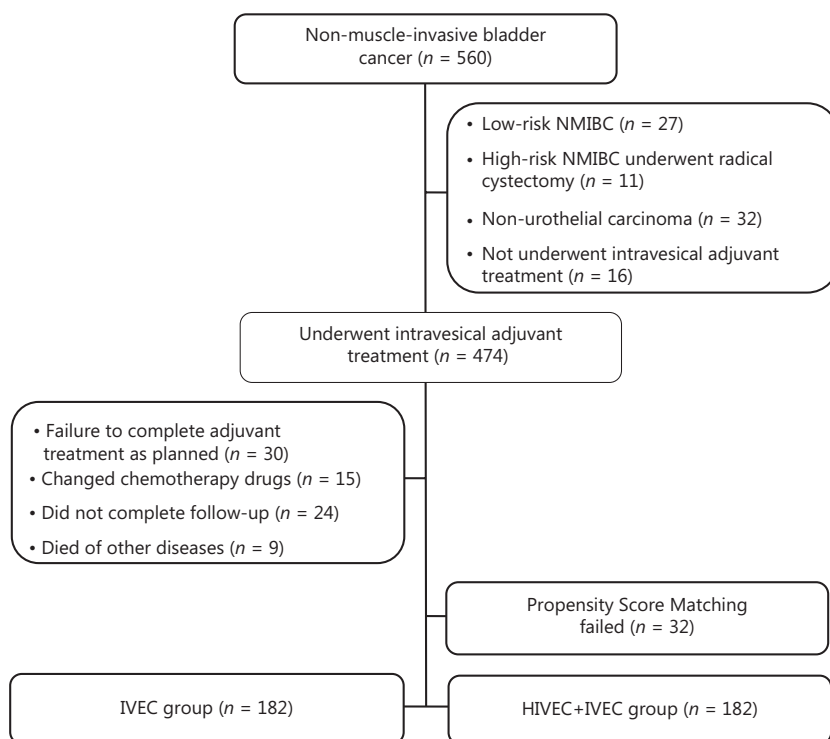 Non-muscle-invasive bladder
cancer (n = 560)
• Low-risk NMIBC (n = 27)
• High-risk NMIBC underwent radical
cystectomy (n = 11)
• Non-urothelial carcinoma (n = 32)
• Not underwent intravesical adjuvant
treatment (n = 16)
Underwent intravesical adjuvant
treatment (n = 474)
• Failure to complete adjuvant
treatment as planned (n = 30)
• Changed chemotherapy drugs (n = 15)
• Did not complete follow-up (n = 24)
• Died of other diseases (n = 9)
Propensity Score Matching
failed (n = 32)
IVEC group (n = 182)
HIVEC+IVEC group (n = 182)